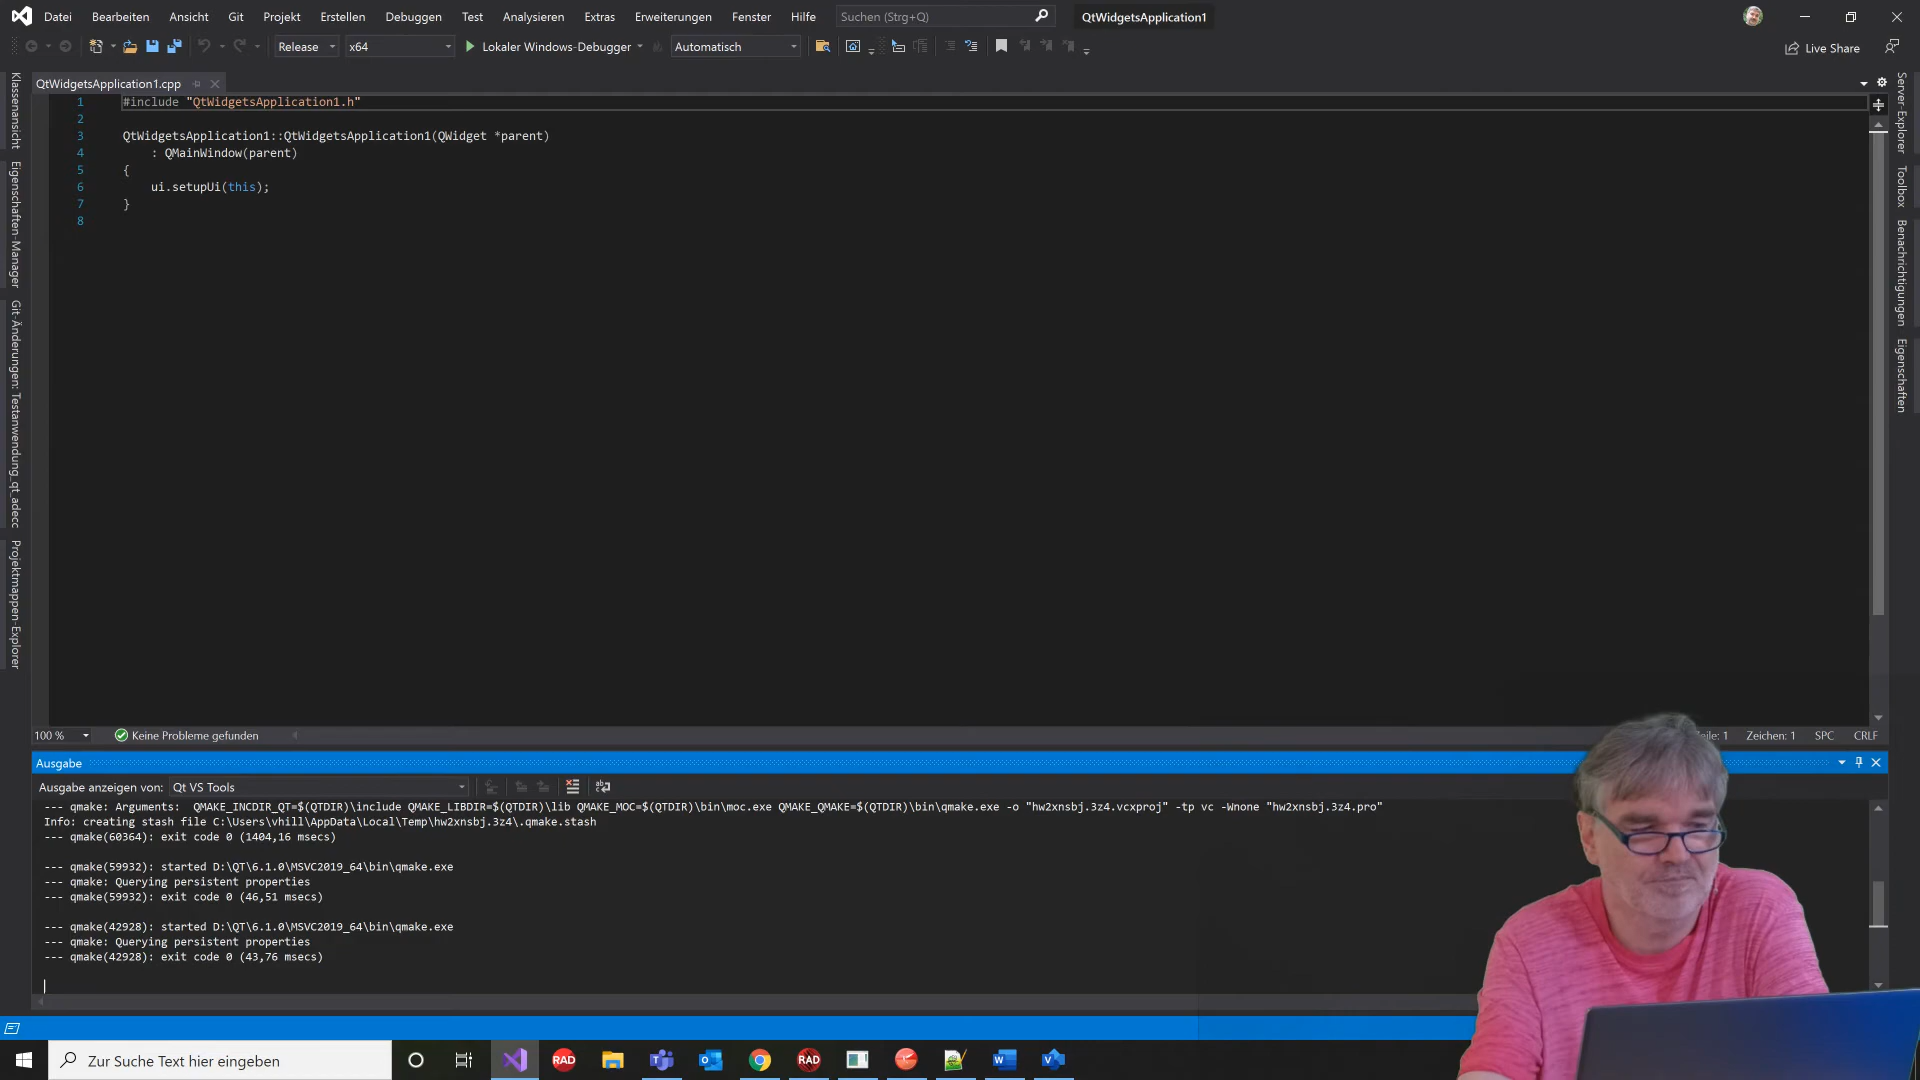 Datei Bearbeiten Ansicht Git Projekt Erstellen Debuggen Test Analysieren Extras Erweiterungen Fenster Hilfe Suchen (Strg+Q) QtWidgetsApplication1
Release x64 Lokaler Windows-Debugger Automatisch Live Share
QtWidgetsApplication1.cpp
1 #include "QtWidgetsApplication1.h"
2
3 QtWidgetsApplication1::QtWidgetsApplication1(QWidget *parent)
4 : QMainWindow(parent)
5 {
6 ui.setupUi(this);
7 }
8
Klassenansicht
Eigenschaften-Manager
Git-Änderungen: Testanwendung_qt_adecc
Projektmappen-Explorer
Server-Explorer
Toolbox
Benachrichtigungen
Eigenschaften
100 % Keine Probleme gefunden Zeile: 1 Zeichen: 1 SPC CRLF
Ausgabe
Ausgabe anzeigen von: Qt VS Tools
--- qmake: Arguments: QMAKE_INCDIR_QT=$(QTDIR)\include QMAKE_LIBDIR=$(QTDIR)\lib QMAKE_MOC=$(QTDIR)\bin\moc.exe QMAKE_QMAKE=$(QTDIR)\bin\qmake.exe -o "hw2xnsbj.3z4.vcxproj" -tp vc -Wnone "hw2xnsbj.3z4.pro"
Info: creating stash file C:\Users\vhill\AppData\Local\Temp\hw2xnsbj.3z4\.qmake.stash
--- qmake(60364): exit code 0 (1404,16 msecs)
--- qmake(59932): started D:\QT\6.1.0\MSVC2019_64\bin\qmake.exe
--- qmake: Querying persistent properties
--- qmake(59932): exit code 0 (46,51 msecs)
--- qmake(42928): started D:\QT\6.1.0\MSVC2019_64\bin\qmake.exe
--- qmake: Querying persistent properties
--- qmake(42928): exit code 0 (43,76 msecs)
Zur Suche Text hier eingeben RAD RAD